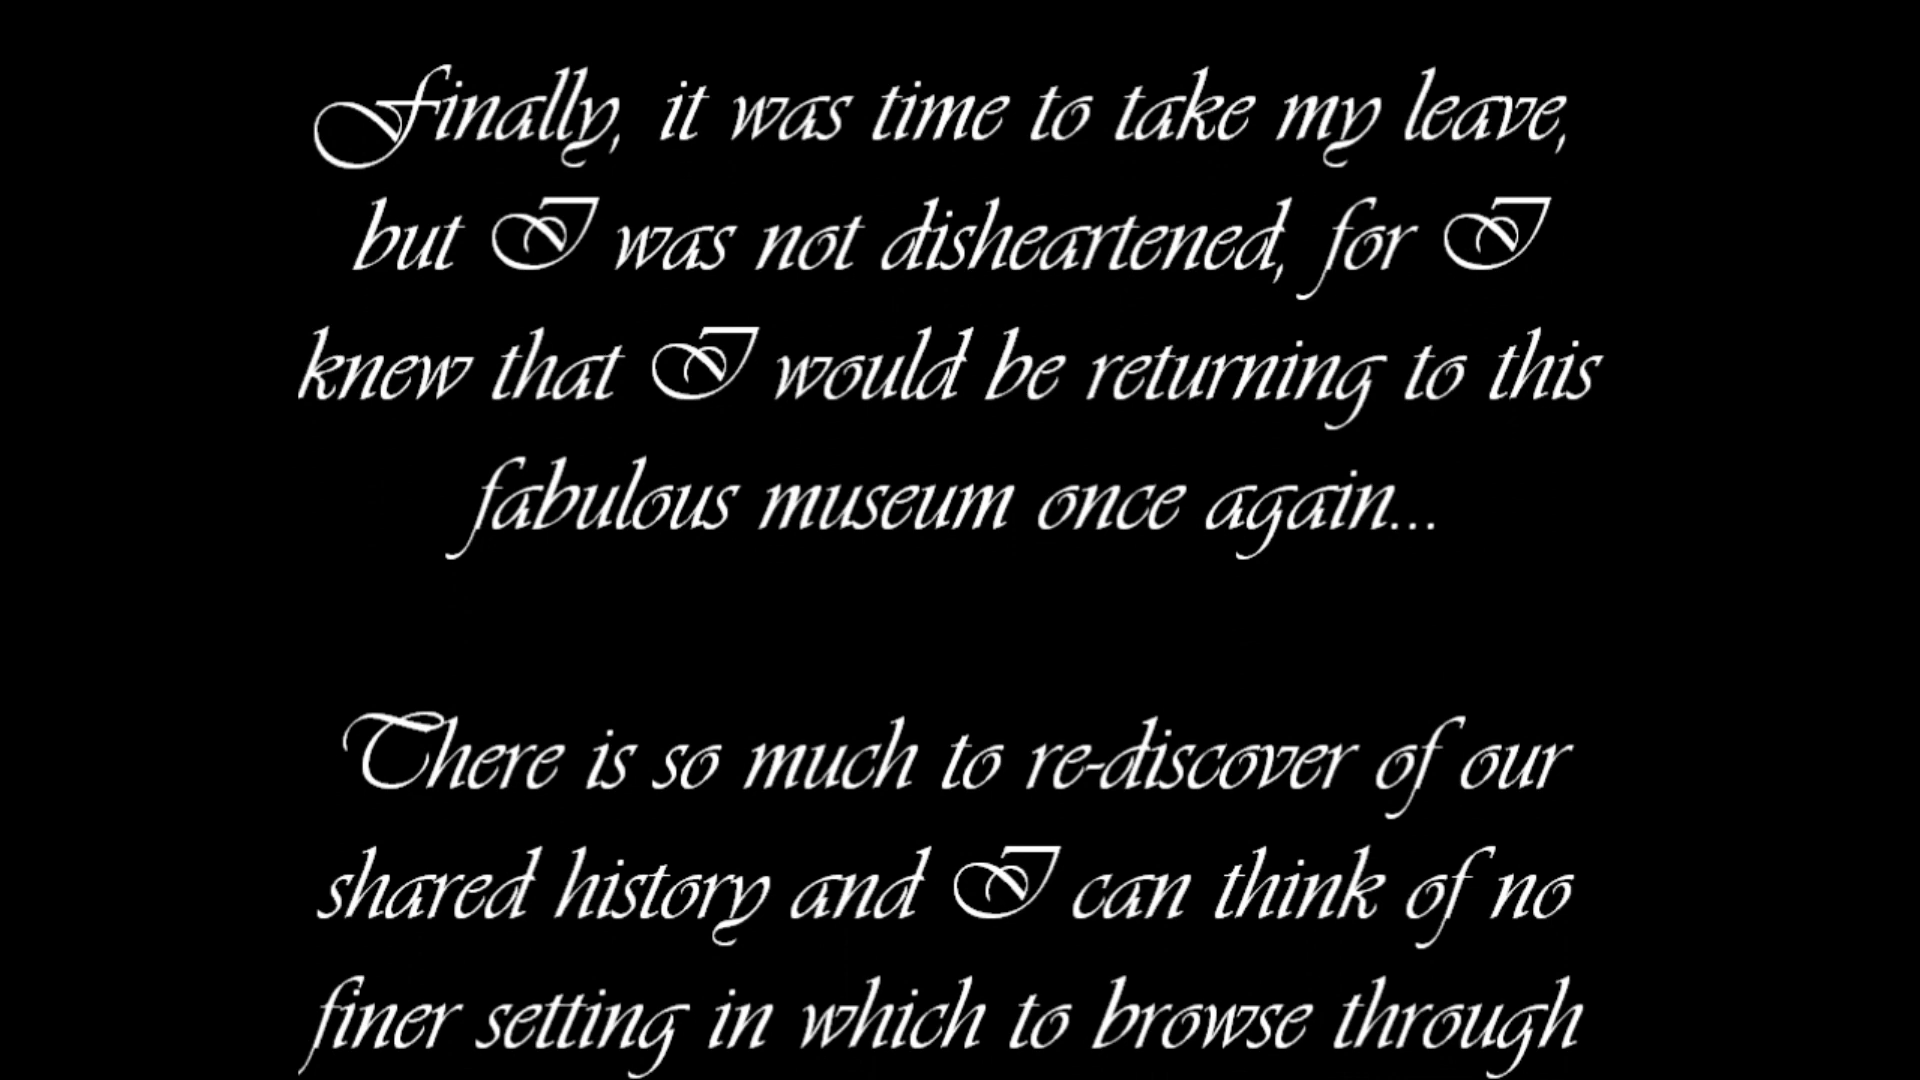 Finally, it was time to take my leave,
but I was not disheartened, for I
knew that I would be returning to this
fabulous museum once again...
There is so much to re-discover of our
shared history and I can think of no
finer setting in which to browse through